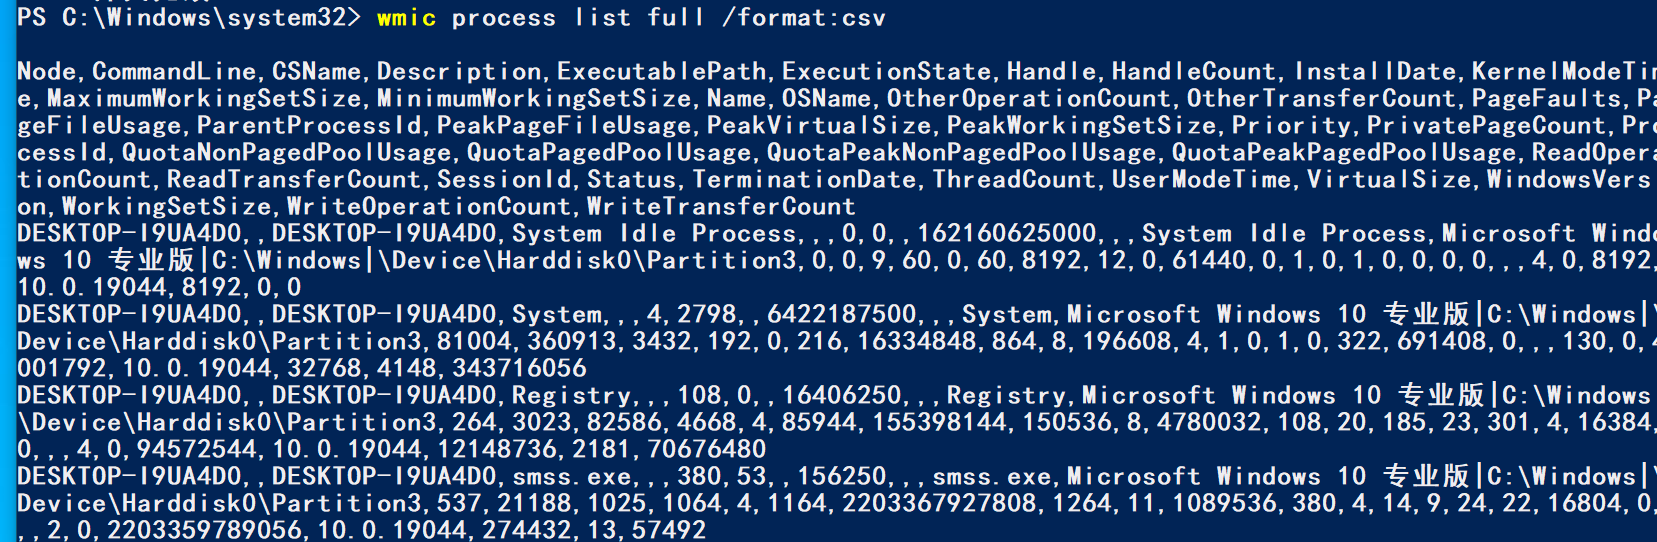 PS C:\Windows\system32> wmic process list full /format:csv
Node,CommandLine,CSName,Description,ExecutablePath,ExecutionState,Handle,HandleCount,InstallDate,KernelModeTim
e,MaximumWorkingSetSize,MinimumWorkingSetSize,Name,OSName,OtherOperationCount,OtherTransferCount,PageFaults,Pa
geFileUsage,ParentProcessId,PeakPageFileUsage,PeakVirtualSize,PeakWorkingSetSize,Priority,PrivatePageCount,Pro
cessId,QuotaNonPagedPoolUsage,QuotaPagedPoolUsage,QuotaPeakNonPagedPoolUsage,QuotaPeakPagedPoolUsage,ReadOpera
tionCount,ReadTransferCount,SessionId,Status,TerminationDate,ThreadCount,UserModeTime,VirtualSize,WindowsVers
on,WorkingSetSize,WriteOperationCount,WriteTransferCount
DESKTOP-I9UA4D0,,DESKTOP-I9UA4D0,System Idle Process,,,0,0,,162160625000,,,System Idle Process,Microsoft Windo
ws 10 专业版|C:\Windows|\Device\Harddisk0\Partition3,0,0,9,60,0,60,8192,12,0,61440,0,1,0,1,0,0,0,0,,,4,0,8192,
10.0.19044,8192,0,0
DESKTOP-I9UA4D0,,DESKTOP-I9UA4D0,System,,,4,2798,,6422187500,,,System,Microsoft Windows 10 专业版|C:\Windows|\
Device\Harddisk0\Partition3,81004,360913,3432,192,0,216,16334848,864,8,196608,4,1,0,1,0,322,691408,0,,,130,0,4
001792,10.0.19044,32768,4148,343716056
DESKTOP-I9UA4D0,,DESKTOP-I9UA4D0,Registry,,,108,0,,16406250,,,Registry,Microsoft Windows 10 专业版|C:\Windows
\Device\Harddisk0\Partition3,264,3023,82586,4668,4,85944,155398144,150536,8,4780032,108,20,185,23,301,4,16384,
0,,,4,0,94572544,10.0.19044,12148736,2181,70676480
DESKTOP-I9UA4D0,,DESKTOP-I9UA4D0,smss.exe,,,380,53,,156250,,,smss.exe,Microsoft Windows 10 专业版|C:\Windows|\
Device\Harddisk0\Partition3,537,21188,1025,1064,4,1164,2203367927808,1264,11,1089536,380,4,14,9,24,22,16804,0,
,,2,0,2203359789056,10.0.19044,274432,13,57492